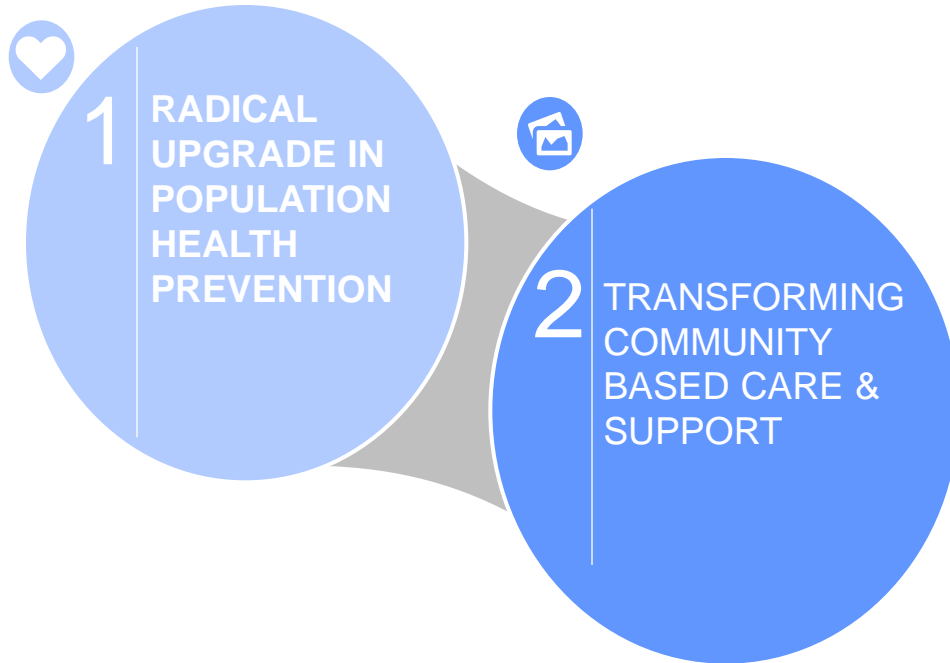 1
RADICAL
UPGRADE IN
POPULATION
HEALTH
PREVENTION
2
TRANSFORMING
COMMUNITY
BASED CARE &
SUPPORT